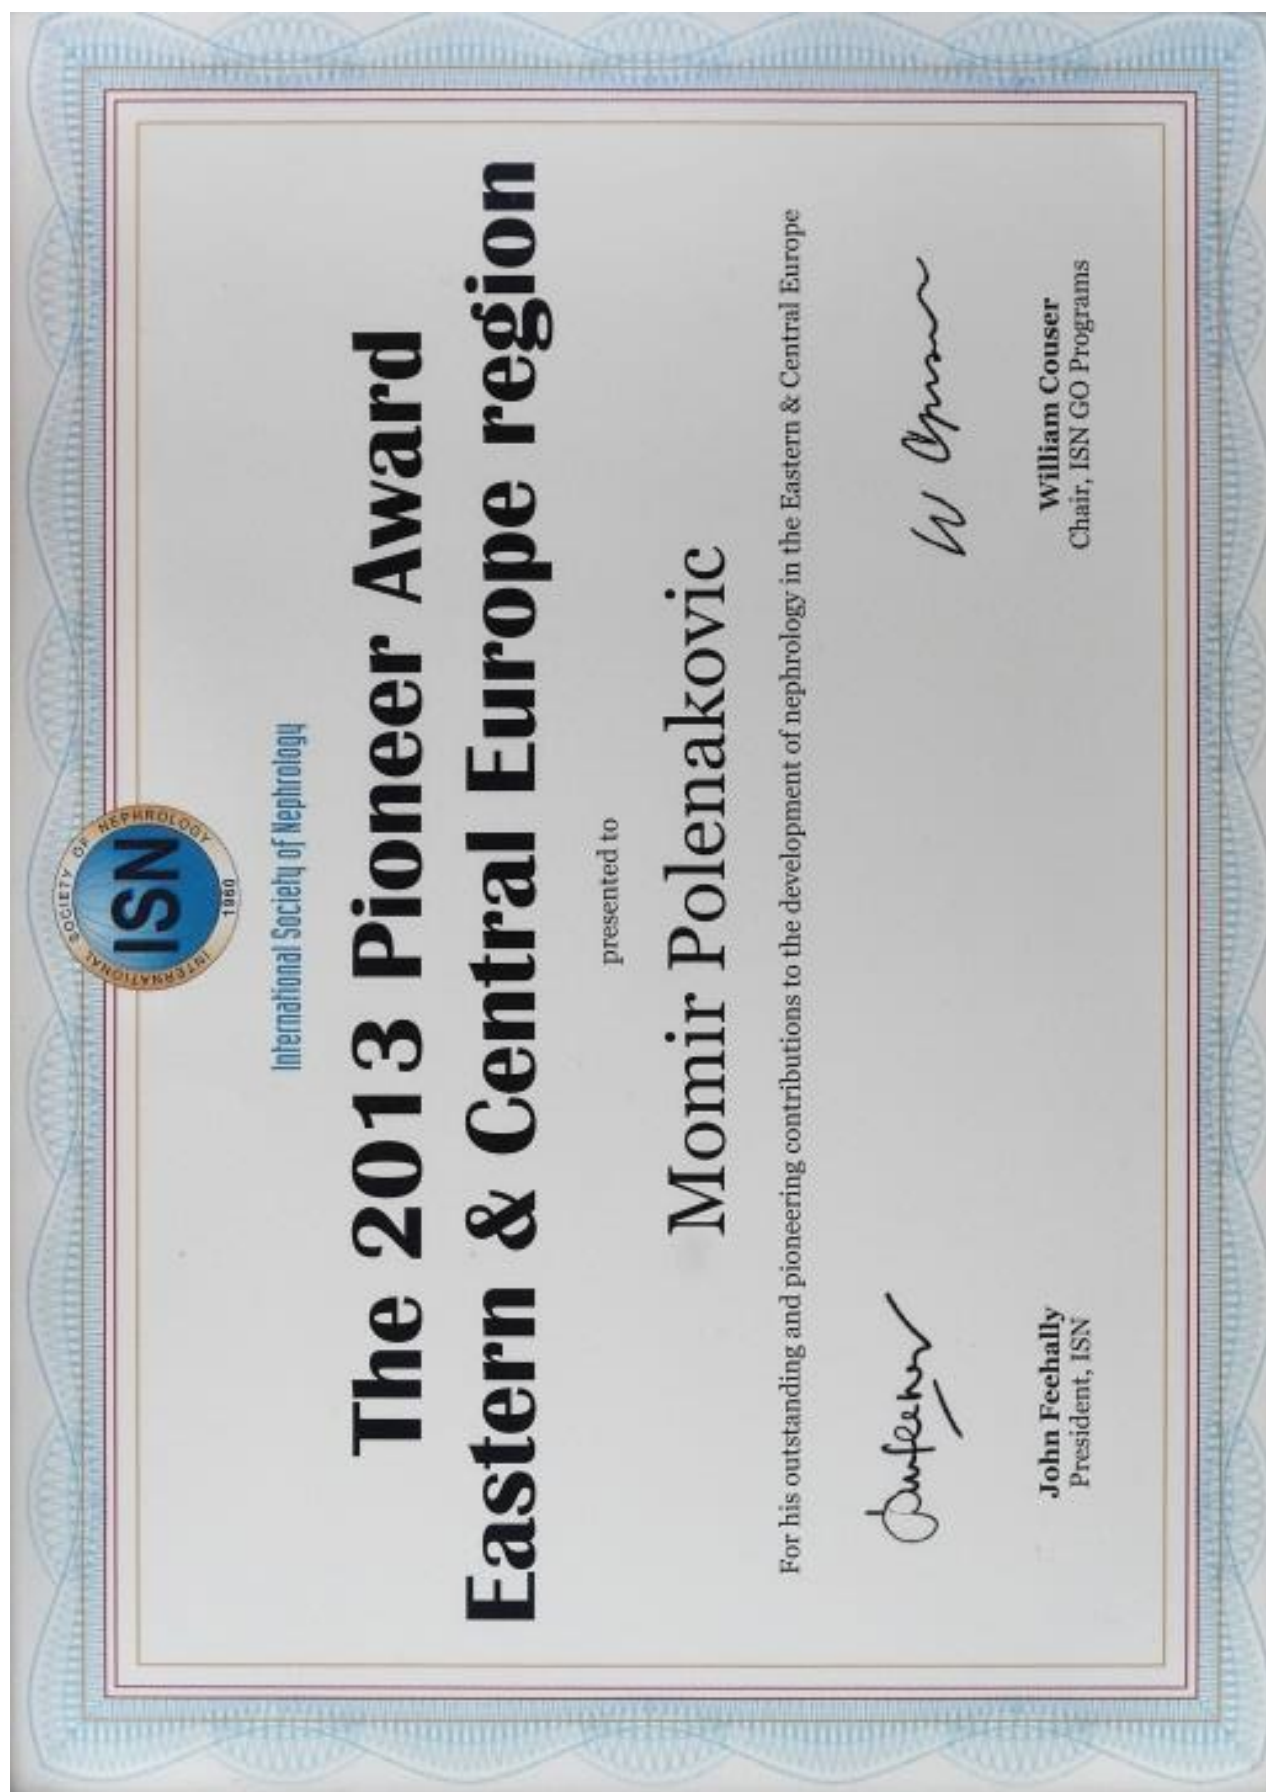 INTERNATIONAL SOCIETY OF NEPHROLOGY
ISN
1960
International Society of Nephrology
The 2013 Pioneer Award
Eastern & Central Europe region
presented to
Momir Polenakovic
For his outstanding and pioneering contributions to the development of nephrology in the Eastern & Central Europe
John Feehally
President, ISN
William Couser
Chair, ISN GO Programs